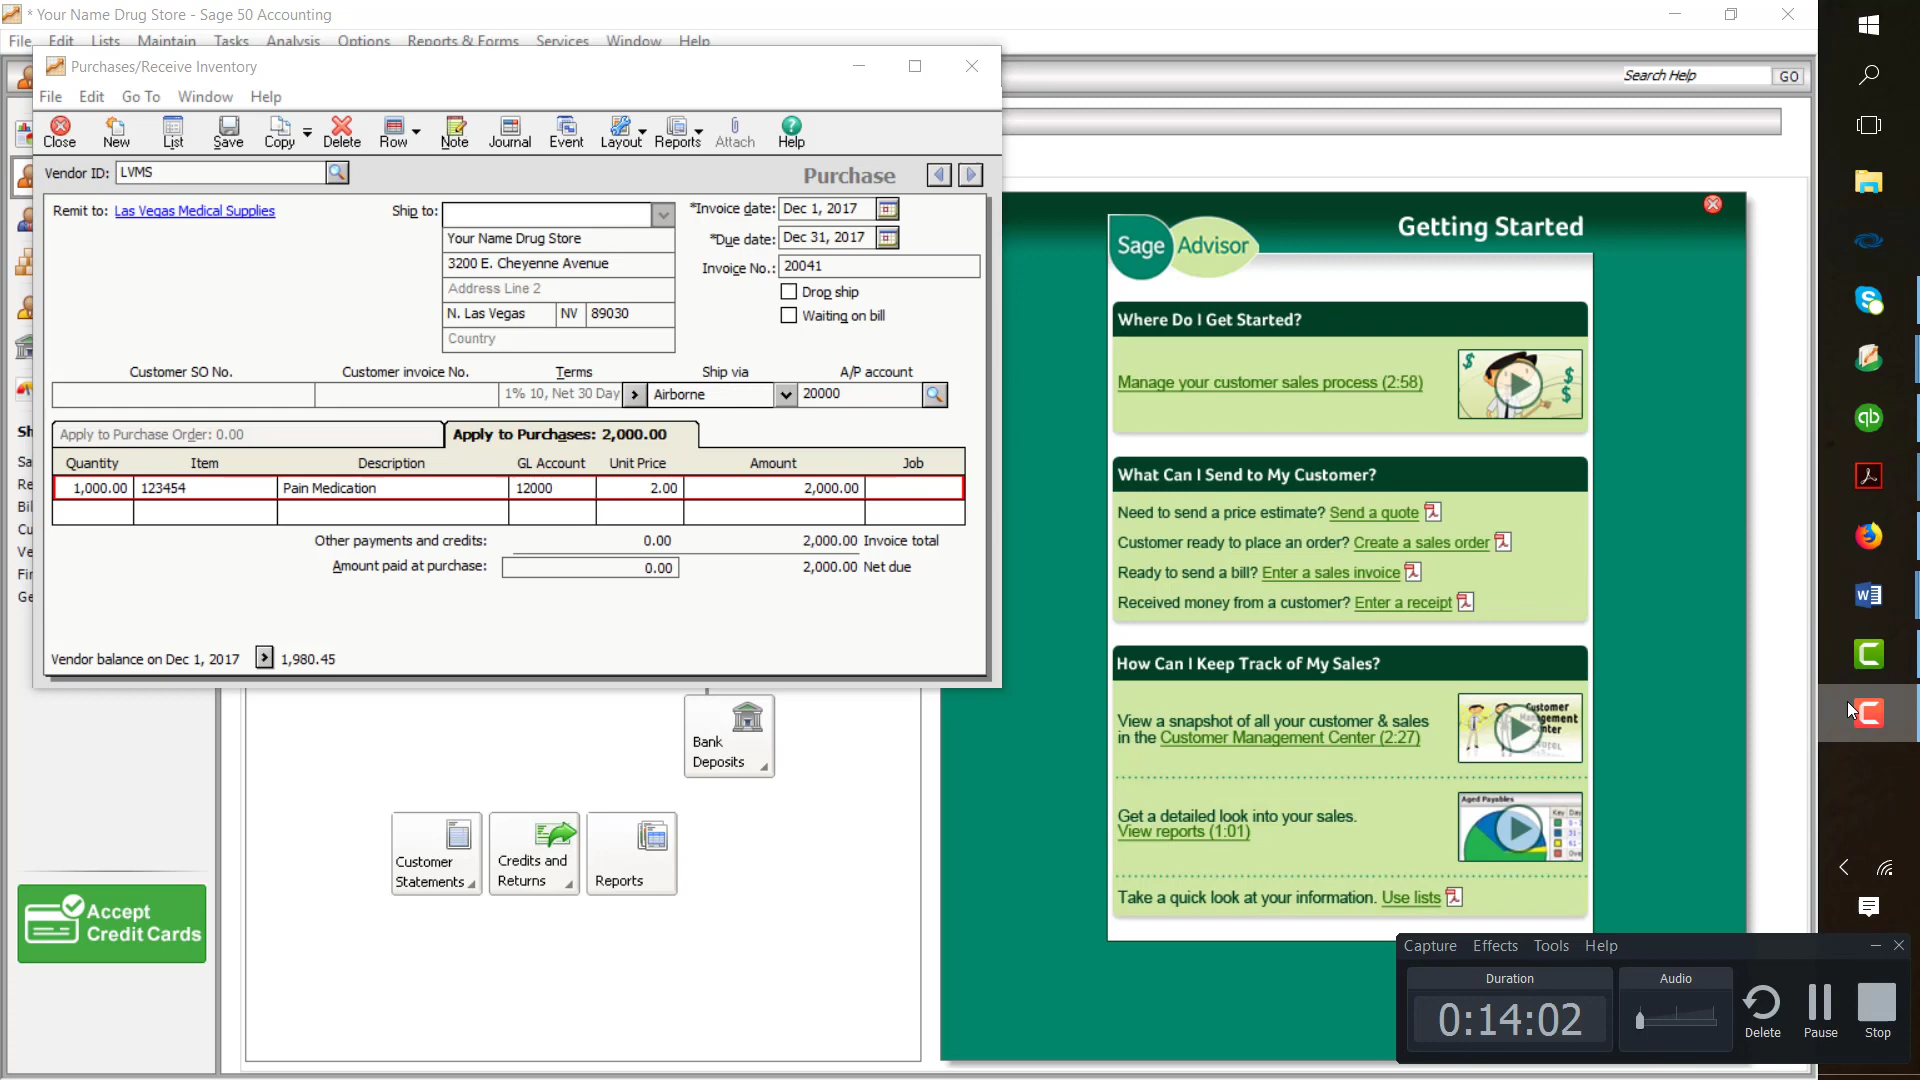 * Your Name Drug Store - Sage 50 Accounting
File Edit Lists Maintain Tasks Analysis Options Reports & Forms Services Window Help
Search Help GO
Purchases/Receive Inventory
File Edit Go To Window Help
Close New List Save Copy Delete Row Note Journal Event Layout Reports Attach Help
Vendor ID: LVMS
Purchase
Remit to: Las Vegas Medical Supplies
Ship to:
Your Name Drug Store
3200 E. Cheyenne Avenue
Address Line 2
N. Las Vegas NV 89030
Country
*Invoice date: Dec 1, 2017
*Due date: Dec 31, 2017
Invoice No.: 20041
Drop ship
Waiting on bill
Customer SO No. Customer invoice No. Terms Ship via A/P account
1% 10, Net 30 Day Airborne 20000
Apply to Purchase Order: 0.00 Apply to Purchases: 2,000.00
Quantity Item Description GL Account Unit Price Amount Job
1,000.00 123454 Pain Medication 12000 2.00 2,000.00
Other payments and credits: 0.00 2,000.00 Invoice total
Amount paid at purchase: 0.00 2,000.00 Net due
Vendor balance on Dec 1, 2017 1,980.45
Sh
Sa
Re
Bil
Cu
Ve
Fir
Ge
Bank
Deposits
Customer
Statements
Credits and
Returns
Reports
Accept
Credit Cards
Sage Advisor
Getting Started
Where Do I Get Started?
Manage your customer sales process (2:58)
What Can I Send to My Customer?
Need to send a price estimate? Send a quote
Customer ready to place an order? Create a sales order
Ready to send a bill? Enter a sales invoice
Received money from a customer? Enter a receipt
How Can I Keep Track of My Sales?
View a snapshot of all your customer & sales
in the Customer Management Center (2:27)
Customer
Management
Center
Get a detailed look into your sales.
View reports (1:01)
Aged Payables
Take a quick look at your information. Use lists
Capture Effects Tools Help
Duration Audio
0:14:02
Delete Pause Stop